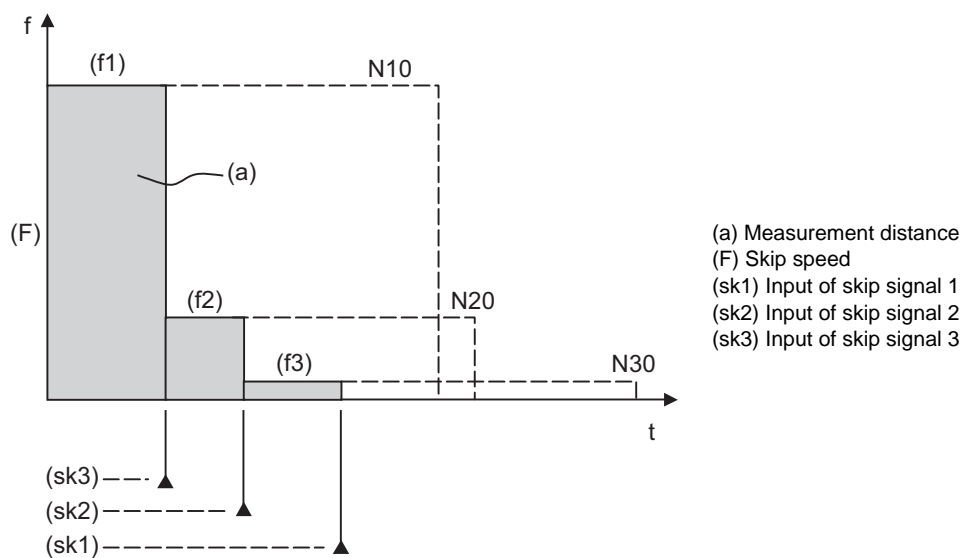 f
(f1)
N10
(a)
(F)
(f2)
N20
(f3)
N30
t
(sk3)
(sk2)
(sk1)
(a) Measurement distance
(F) Skip speed
(sk1) Input of skip signal 1
(sk2) Input of skip signal 2
(sk3) Input of skip signal 3